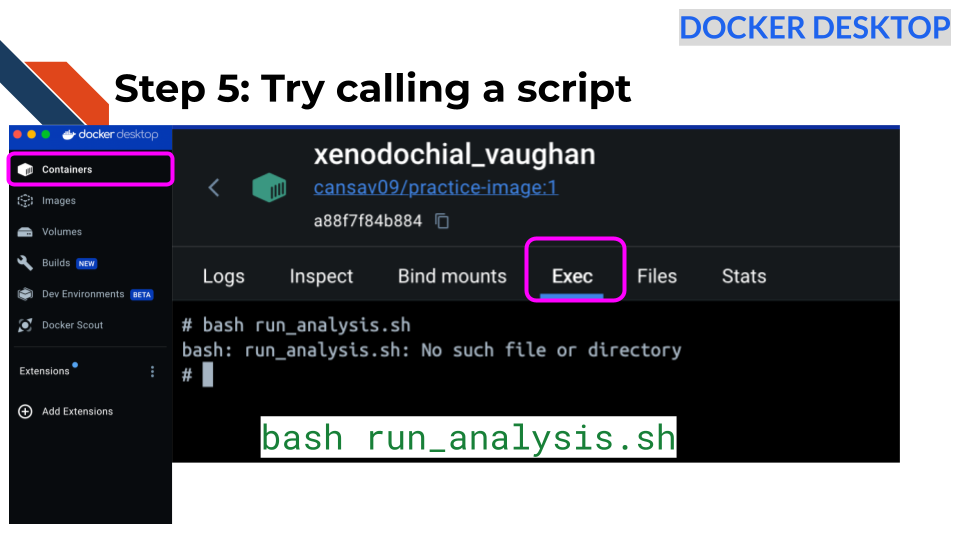 DOCKER DESKTOP
Step 5: Try calling a script
docker desktop
Containers
Images
Volumes
Builds NEW
Dev Environments BETA
Docker Scout
Extensions
Add Extensions
xenodochial_vaughan
cansav09/practice-image:1
a88f7f84b884
Logs Inspect Bind mounts Exec Files Stats
# bash run_analysis.sh
bash: run_analysis.sh: No such file or directory
#
bash run_analysis.sh